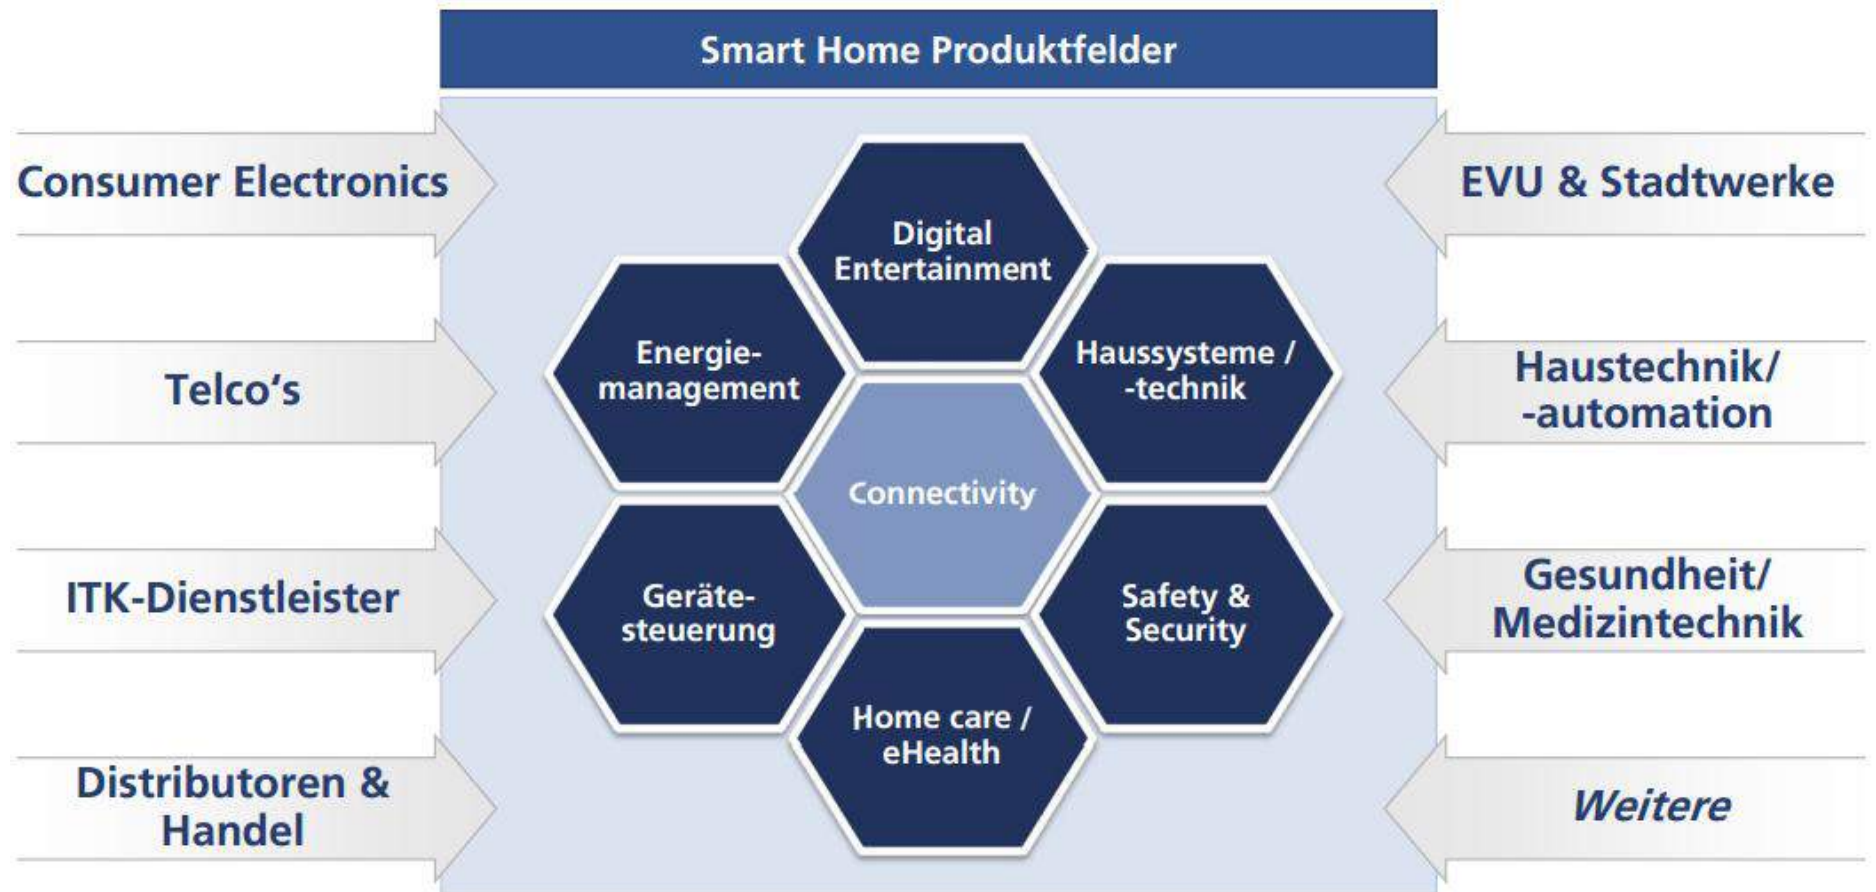 Smart Home Produktfelder
Consumer Electronics
Telco‘s
ITK-Dienstleister
Distributoren &
Handel
Digital
Entertainment
Energie-
management
Haussysteme /
-technik
Connectivity
Geräte-
steuerung
Safety &
Security
Home care /
eHealth
EVU & Stadtwerke
Haustechnik/
-automation
Gesundheit/
Medizintechnik
Weitere